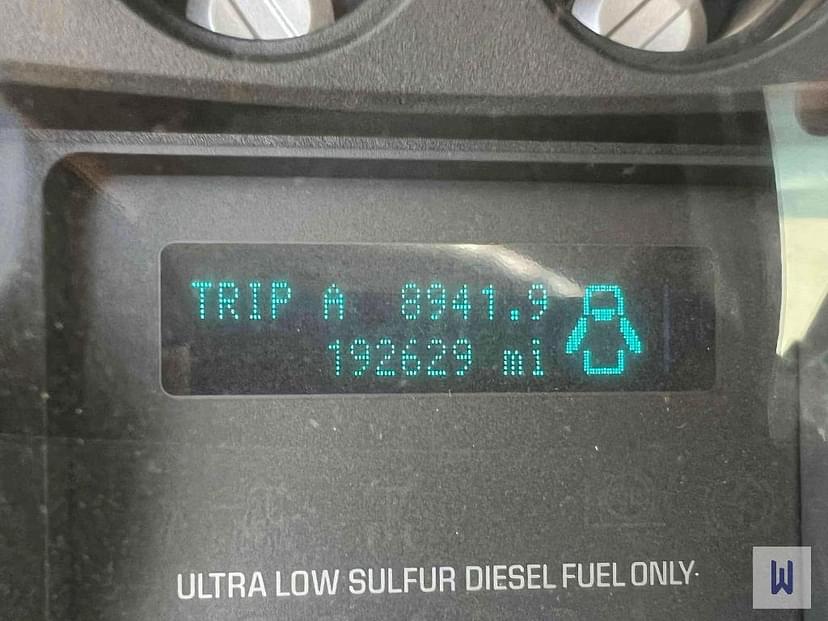 TRIP A 8941.9
192629 mi
ULTRA LOW SULFUR DIESEL FUEL ONLY
W